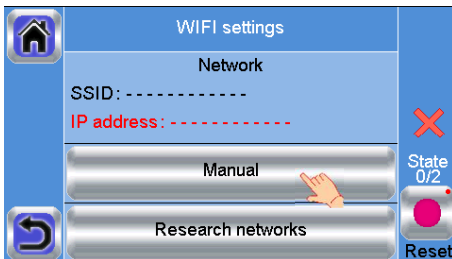 WIFI settings
Network
SSID: - - - - - - - - - - - -
IP address: - - - - - - - - - - - -
Manual
State
0/2
Research networks
Reset